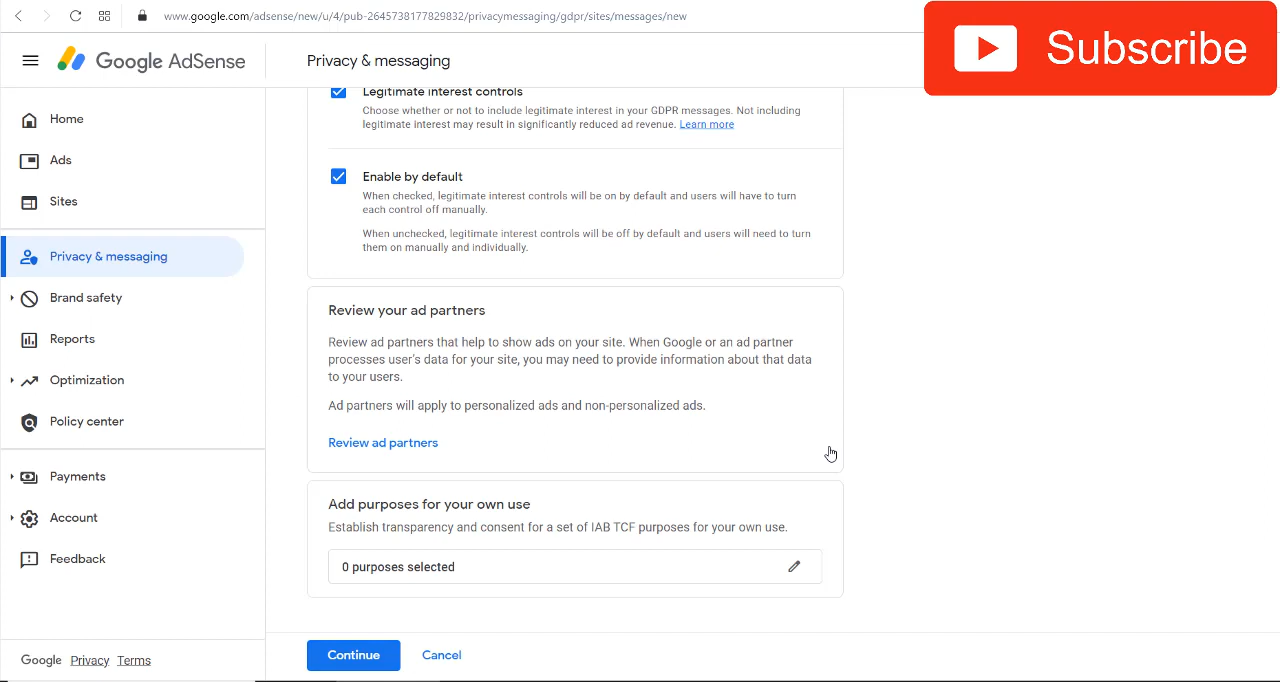 www.google.com/adsense/new/u/4/pub-2645738177829832/privacymessaging/gdpr/sites/messages/new
Subscribe
Google AdSense
Privacy & messaging
Home
Ads
Sites
Privacy & messaging
Brand safety
Reports
Optimization
Policy center
Payments
Account
Feedback
Google Privacy Terms
Legitimate interest controls
Choose whether or not to include legitimate interest in your GDPR messages. Not including
legitimate interest may result in significantly reduced ad revenue. Learn more
Enable by default
When checked, legitimate interest controls will be on by default and users will have to turn
each control off manually.
When unchecked, legitimate interest controls will be off by default and users will need to turn
them on manually and individually.
Review your ad partners
Review ad partners that help to show ads on your site. When Google or an ad partner
processes user's data for your site, you may need to provide information about that data
to your users.
Ad partners will apply to personalized ads and non-personalized ads.
Review ad partners
Add purposes for your own use
Establish transparency and consent for a set of IAB TCF purposes for your own use.
0 purposes selected
Continue
Cancel